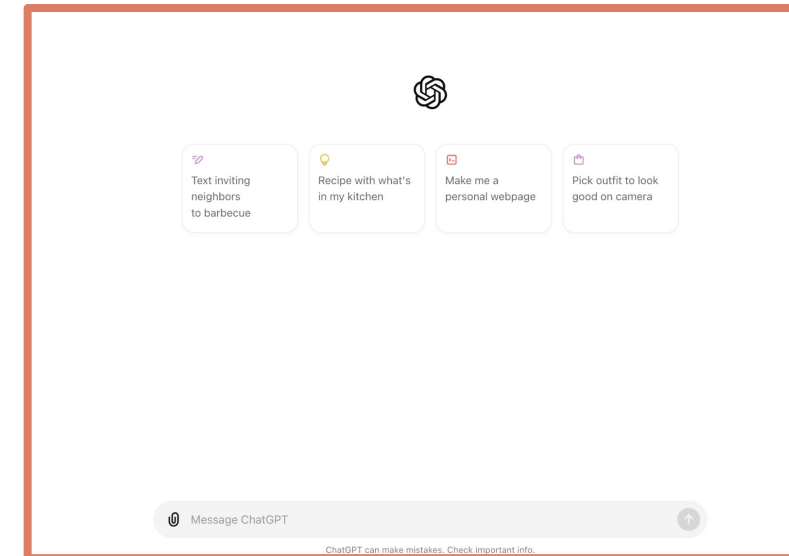 Text inviting
neighbors
to barbecue
Recipe with what's
in my kitchen
Make me a
personal webpage
Pick outfit to look
good on camera
Message ChatGPT
ChatGPT can make mistakes. Check important info.